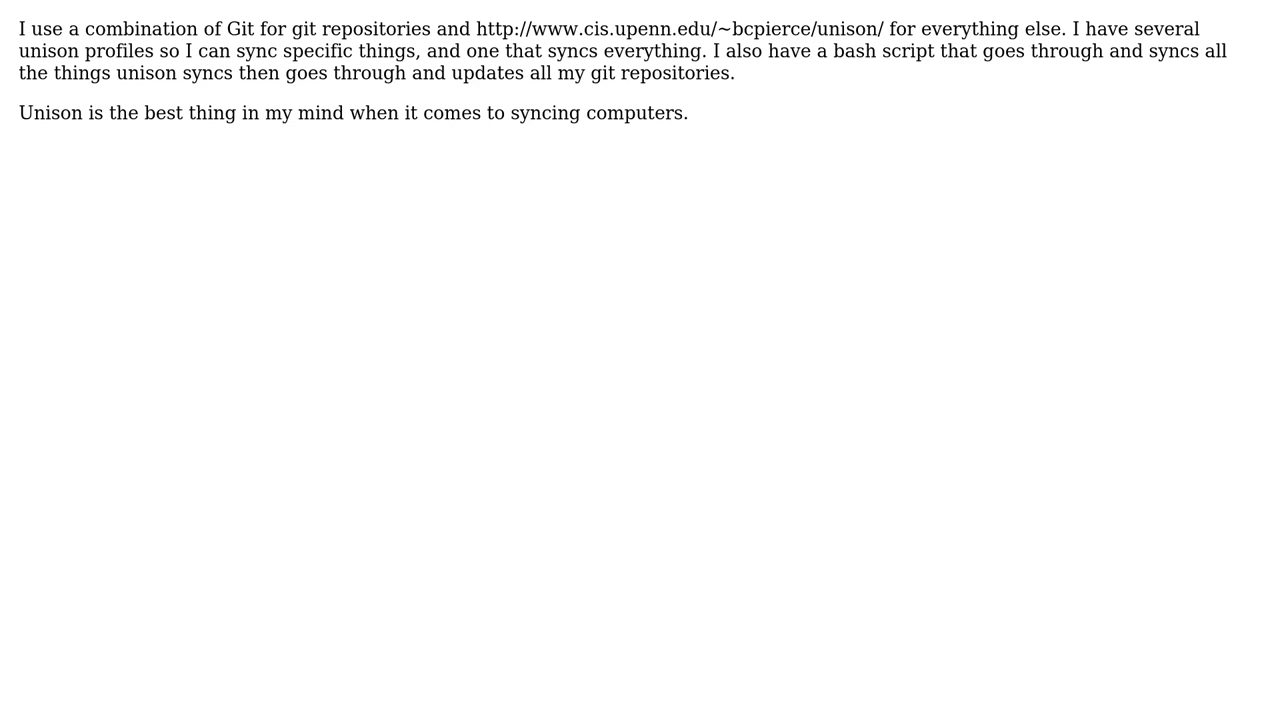 I use a combination of Git for git repositories and http://www.cis.upenn.edu/~bcpierce/unison/ for everything else. I have several
unison profiles so I can sync specific things, and one that syncs everything. I also have a bash script that goes through and syncs all
the things unison syncs then goes through and updates all my git repositories.
Unison is the best thing in my mind when it comes to syncing computers.